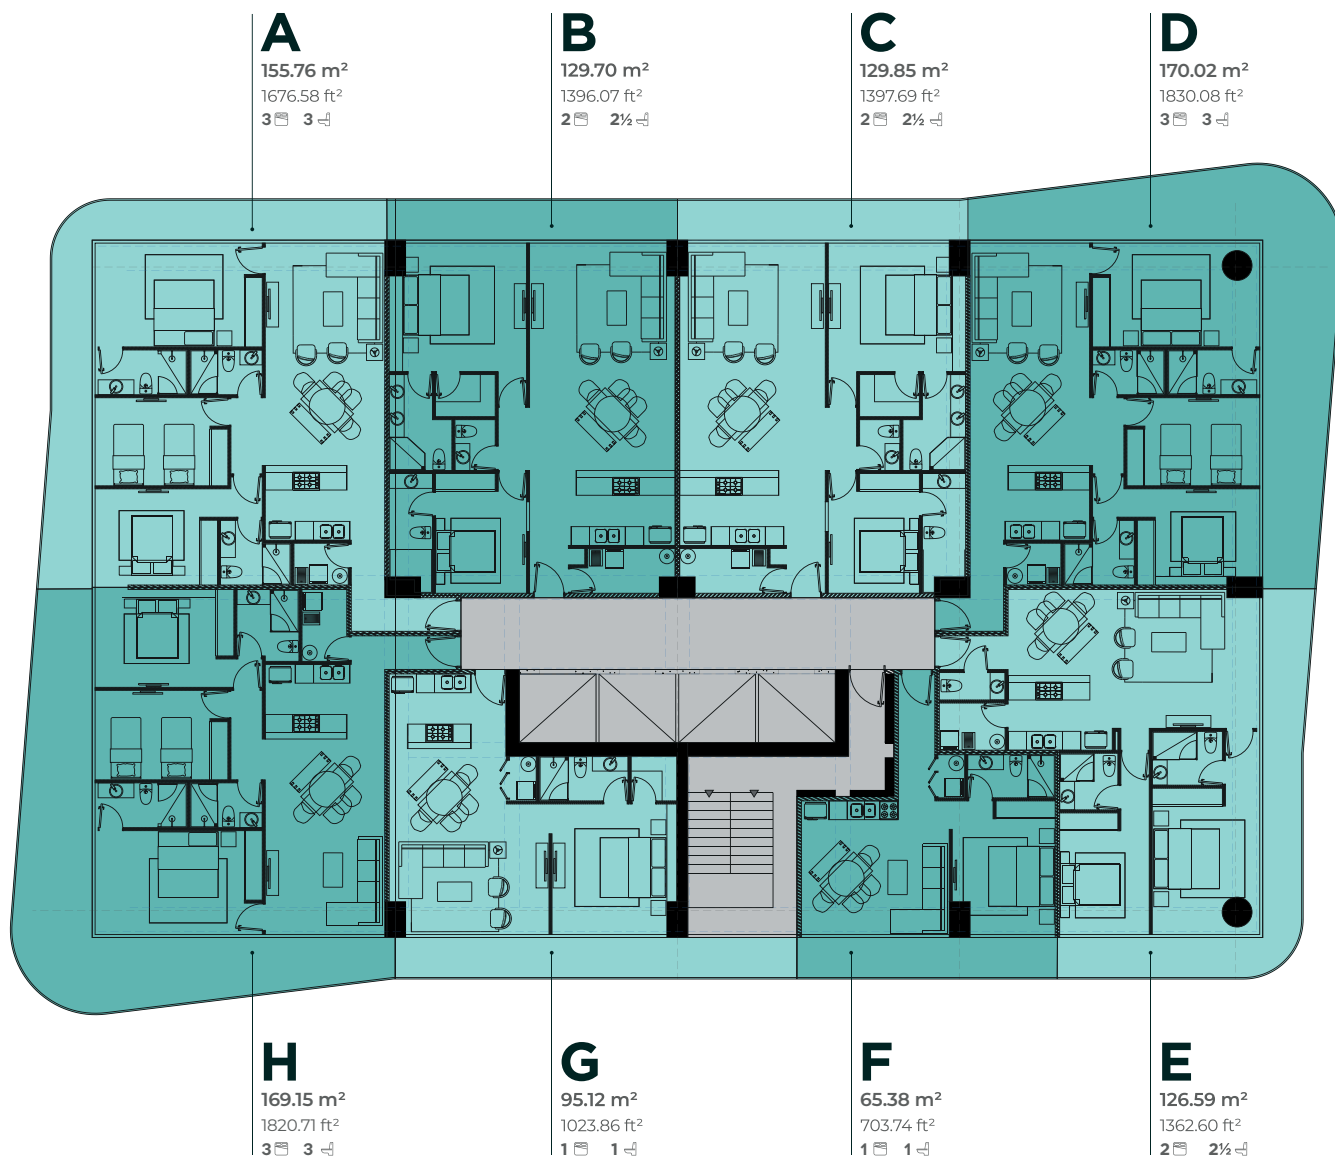 A
155.76 m²
1676.58 ft²
3 3
B
129.70 m²
1396.07 ft²
2 2½
C
129.85 m²
1397.69 ft²
2 2½
D
170.02 m²
1830.08 ft²
3 3
H
169.15 m²
1820.71 ft²
3 3
G
95.12 m²
1023.86 ft²
1 1
F
65.38 m²
703.74 ft²
1 1
E
126.59 m²
1362.60 ft²
2 2½